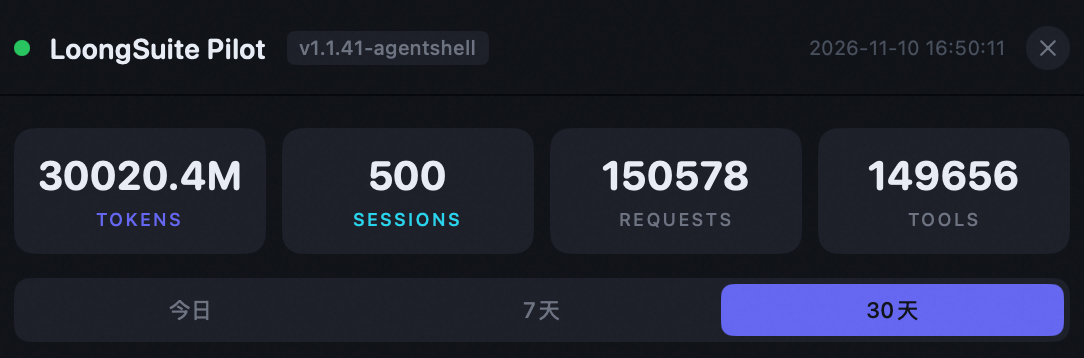 LoongSuite Pilot v1.1.41-agentshell 2026-11-10 16:50:11
30020.4M 500 150578 149656
TOKENS SESSIONS REQUESTS TOOLS
今日 7天 30天